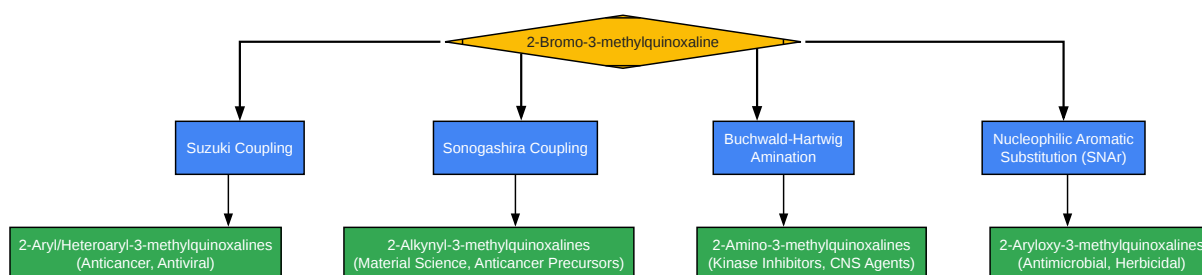 2-Bromo-3-methylquinoxaline
Suzuki Coupling
Sonogashira Coupling
Buchwald-Hartwig
Amination
Nucleophilic Aromatic
Substitution (SNAr)
2-Aryl/Heteroaryl-3-methylquinoxalines
(Anticancer, Antiviral)
2-Alkynyl-3-methylquinoxalines
(Material Science, Anticancer Precursors)
2-Amino-3-methylquinoxalines
(Kinase Inhibitors, CNS Agents)
2-Aryloxy-3-methylquinoxalines
(Antimicrobial, Herbicidal)